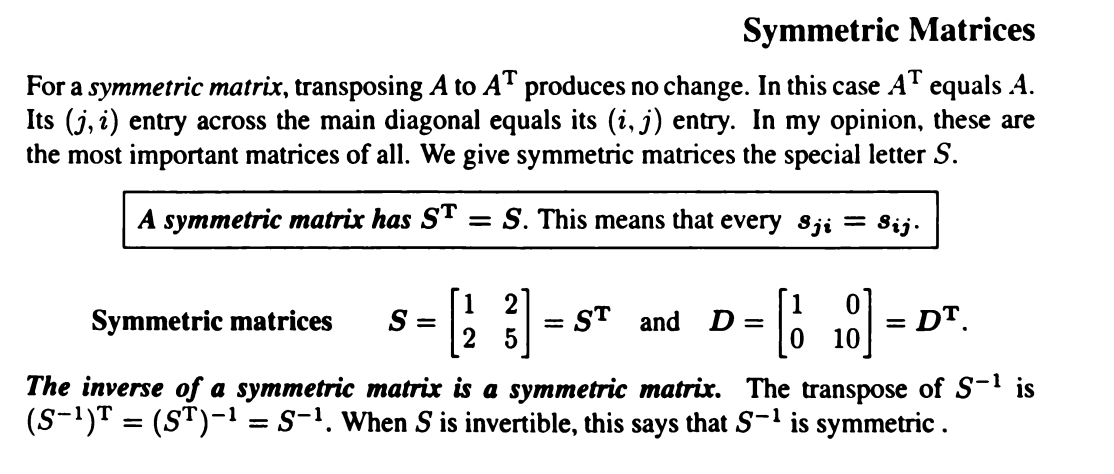 Symmetric Matrices
For a symmetric matrix, transposing A to Aᵀ produces no change. In this case Aᵀ equals A.
Its (j, i) entry across the main diagonal equals its (i, j) entry. In my opinion, these are
the most important matrices of all. We give symmetric matrices the special letter S.
A symmetric matrix has Sᵀ = S. This means that every sⱼᵢ = sᵢⱼ.
Symmetric matrices S = [1 2; 2 5] = Sᵀ and D = [1 0; 0 10] = Dᵀ.
The inverse of a symmetric matrix is a symmetric matrix. The transpose of S⁻¹ is
(S⁻¹)ᵀ = (Sᵀ)⁻¹ = S⁻¹. When S is invertible, this says that S⁻¹ is symmetric .